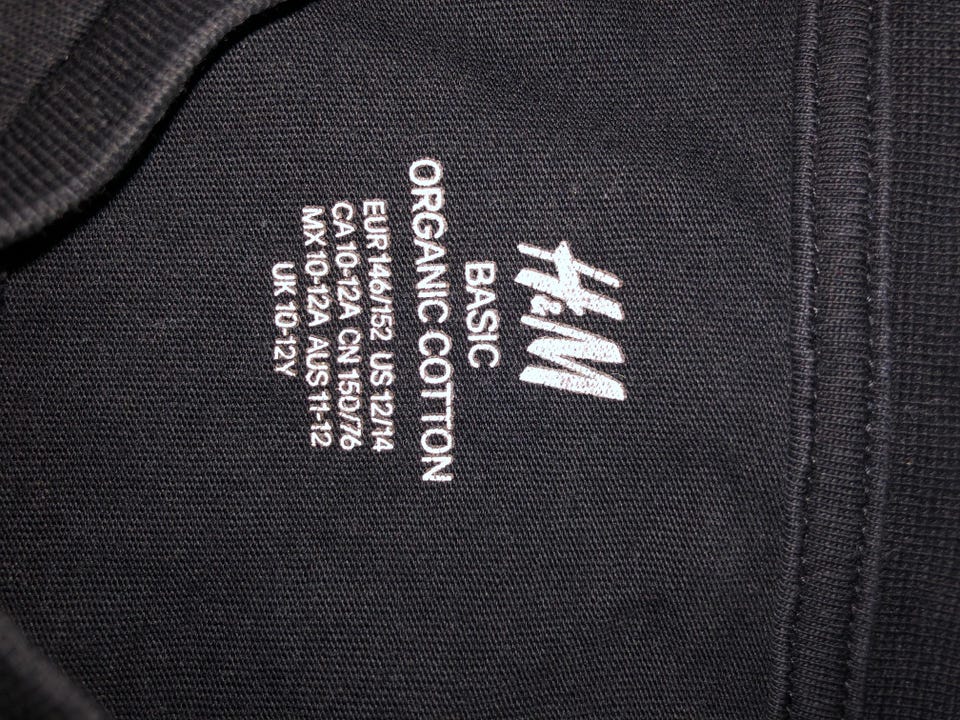 H&M
BASIC
ORGANIC COTTON
EUR 146/152 US 12/14
CA 10-12A CN 150/76
MX 10-12A AUS 11-12
UK 10-12Y